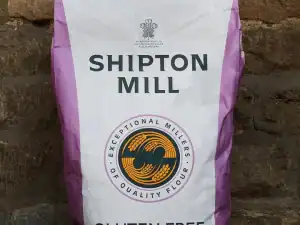 SHIPTON
MILL
· EXCEPTIONAL MILLERS ·
OF QUALITY FLOUR
GLUTEN FREE